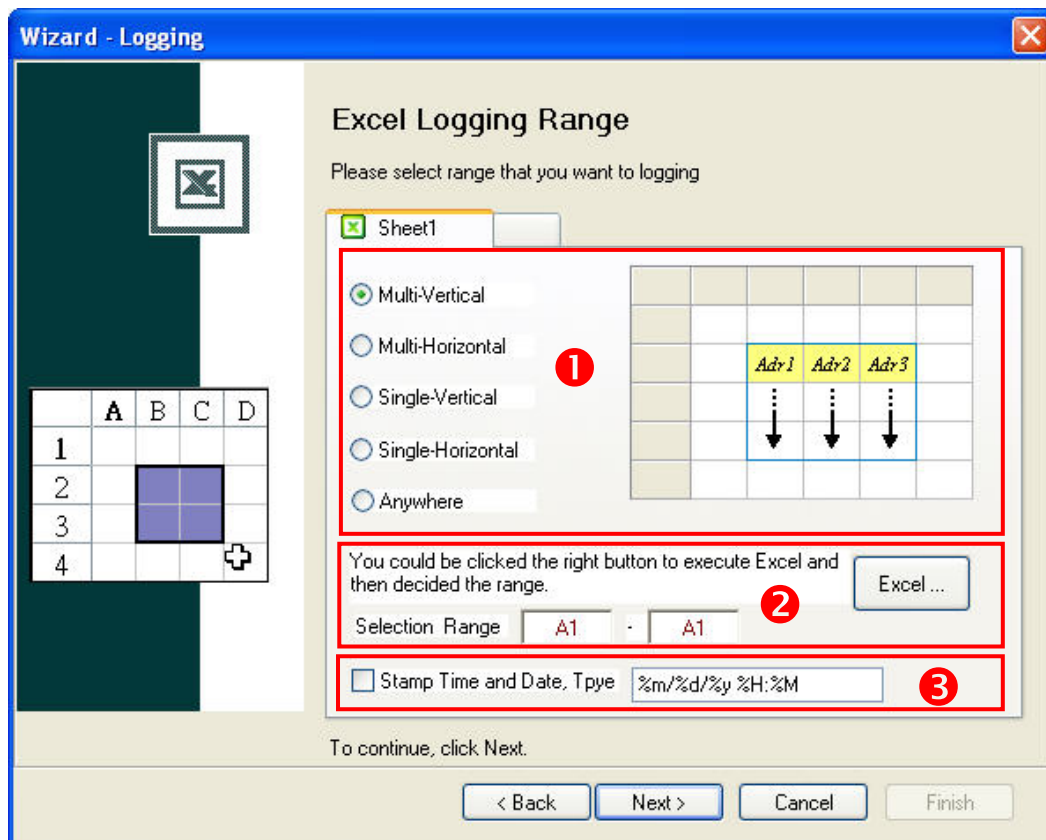 Wizard - Logging
Excel Logging Range
Please select range that you want to logging
Sheet1
Multi-Vertical
Multi-Horizontal
Single-Vertical
Single-Horizontal
Anywhere
1
Adr1 Adr2 Adr3
A B C D
1
2
3
4
You could be clicked the right button to execute Excel and
then decided the range.
Excel ...
2
Selection Range A1 - A1
Stamp Time and Date, Tpye %m/%d/%y %H:%M
3
To continue, click Next.
< Back Next > Cancel Finish